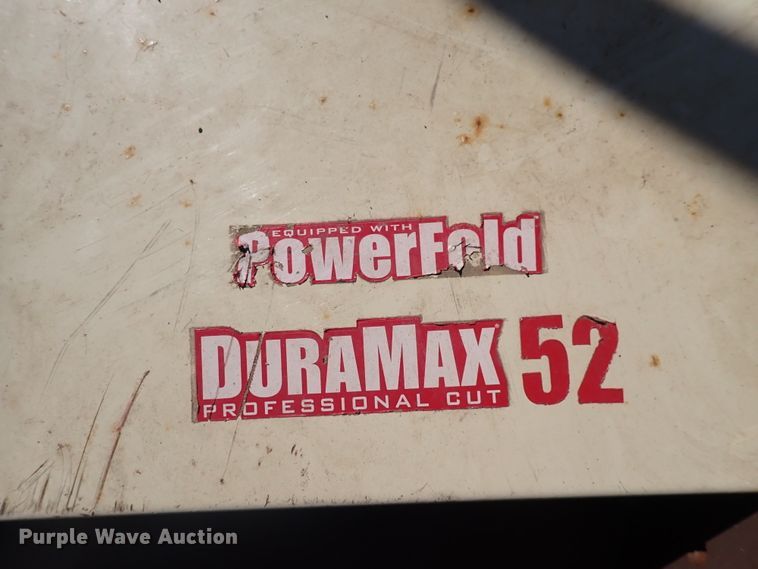 EQUIPPED WITH
PowerFold
DURAMAX 52
PROFESSIONAL CUT
Purple Wave Auction